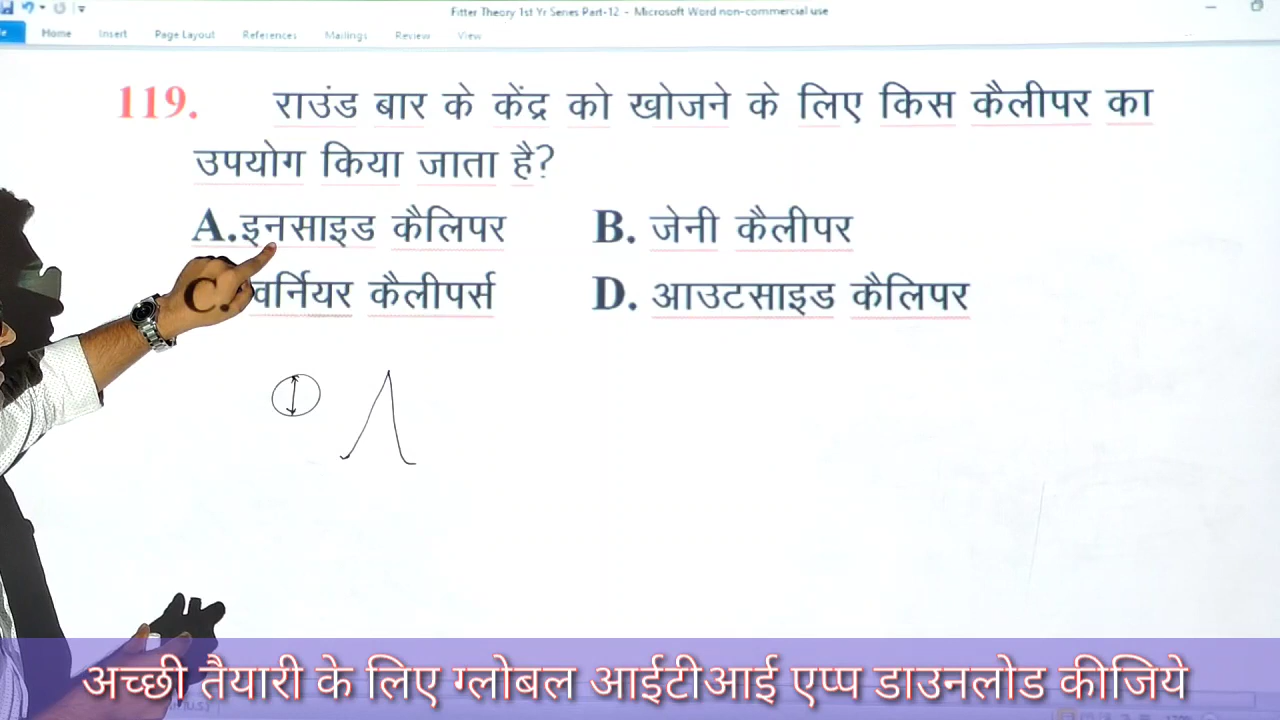 Fitter Theory 1st Yr Series Part-12 - Microsoft Word non-commercial use
Home Insert Page Layout References Mailings Review View
119. राउंड बार के केंद्र को खोजने के लिए किस कैलीपर का
उपयोग किया जाता है?
A.इनसाइड कैलिपर B. जेनी कैलीपर
C. वर्नियर कैलीपर्स D. आउटसाइड कैलिपर
अच्छी तैयारी के लिए ग्लोबल आईटीआई एप्प डाउनलोड कीजिये